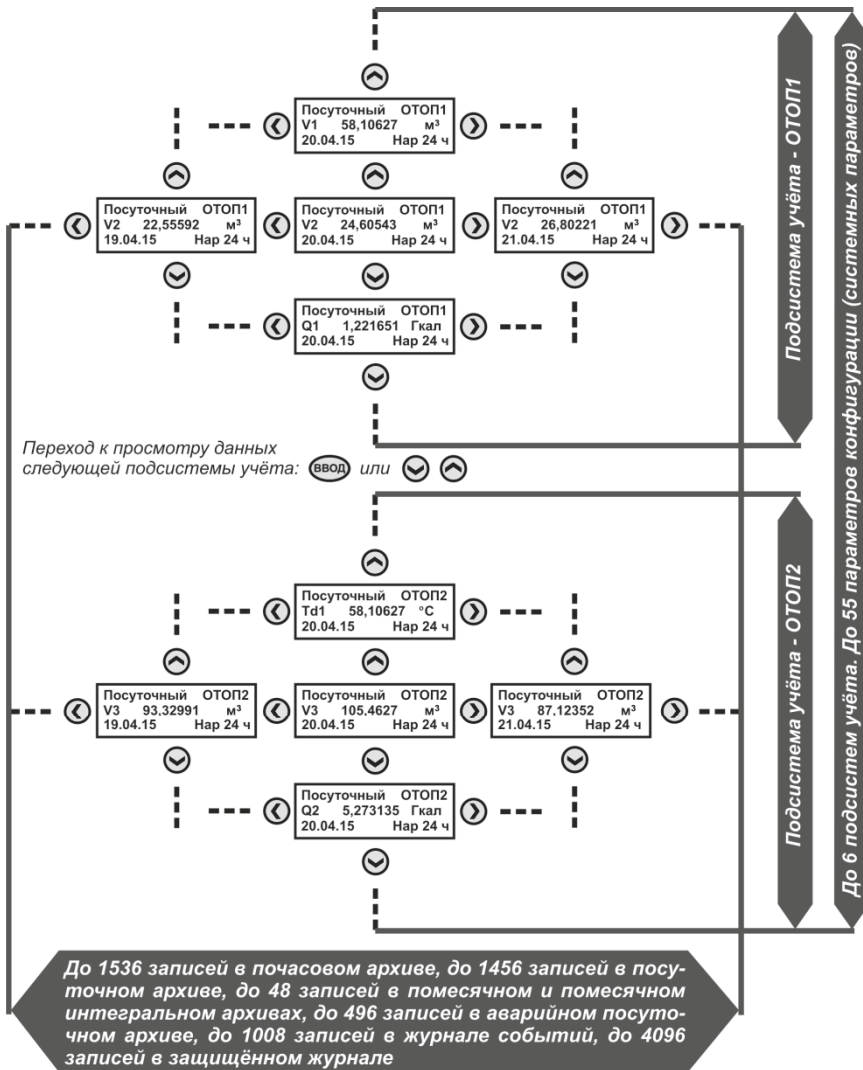 Посуточный ОТОП1
V1 58,10627 м³
20.04.15 Нар 24 ч
Посуточный ОТОП1
V2 22,55592 м³
19.04.15 Нар 24 ч
Посуточный ОТОП1
V2 24,60543 м³
20.04.15 Нар 24 ч
Посуточный ОТОП1
V2 26,80221 м³
21.04.15 Нар 24 ч
Посуточный ОТОП1
Q1 1,221651 Гкал
20.04.15 Нар 24 ч
Подсистема учёта - ОТОП1
До 6 подсистем учёта. До 55 параметров конфигурации (системных параметров)
Переход к просмотру данных
следующей подсистемы учёта: ВВОД или
Посуточный ОТОП2
Td1 58,10627 °C
20.04.15 Нар 24 ч
Посуточный ОТОП2
V3 93,32991 м³
19.04.15 Нар 24 ч
Посуточный ОТОП2
V3 105,4627 м³
20.04.15 Нар 24 ч
Посуточный ОТОП2
V3 87,12352 м³
21.04.15 Нар 24 ч
Посуточный ОТОП2
Q2 5,273135 Гкал
20.04.15 Нар 24 ч
Подсистема учёта - ОТОП2
До 1536 записей в почасовом архиве, до 1456 записей в посу-
точном архиве, до 48 записей в помесячном и помесячном
интегральном архивах, до 496 записей в аварийном посуто-
чном архиве, до 1008 записей в журнале событий, до 4096
записей в защищённом журнале